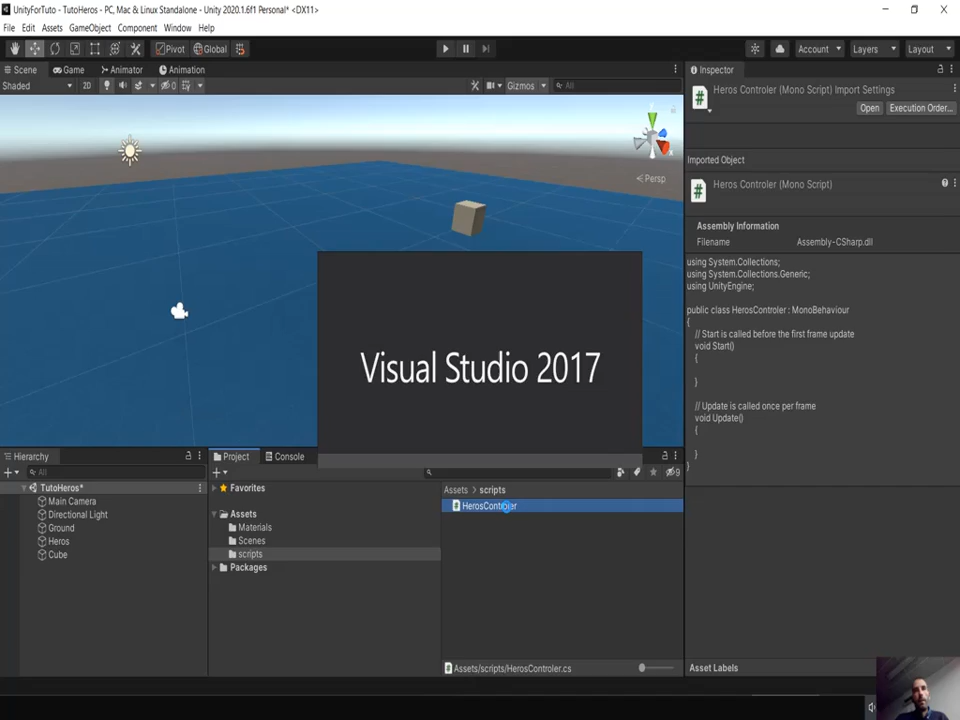 UnityForTuto - TutoHeros - PC, Mac & Linux Standalone - Unity 2020.1.6f1 Personal* <DX11>
File Edit Assets GameObject Component Window Help
Pivot Global Account Layers Layout
Scene Game Animator Animation
Shaded 2D 0 Gizmos All
Persp
Visual Studio 2017
Hierarchy
All
TutoHeros*
Main Camera
Directional Light
Ground
Heros
Cube
Project Console
9
Favorites
Assets
Materials
Scenes
scripts
Packages
Assets > scripts
HerosControler
Assets/scripts/HerosControler.cs
Inspector
Heros Controler (Mono Script) Import Settings
Open Execution Order...
Imported Object
Heros Controler (Mono Script)
Assembly Information
Filename Assembly-CSharp.dll
using System.Collections;
using System.Collections.Generic;
using UnityEngine;
public class HerosControler : MonoBehaviour
{
// Start is called before the first frame update
void Start()
{
}
// Update is called once per frame
void Update()
{
}
}
Asset Labels